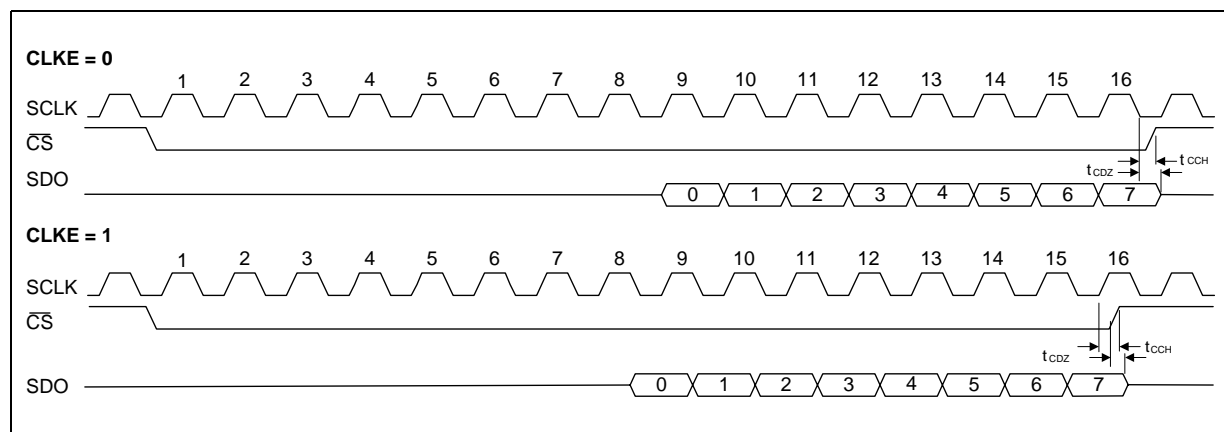 CLKE = 0
1 2 3 4 5 6 7 8 9 10 11 12 13 14 15 16
SCLK
CS
tCDZ tCCH
SDO
0 1 2 3 4 5 6 7
CLKE = 1
1 2 3 4 5 6 7 8 9 10 11 12 13 14 15 16
SCLK
CS
tCDZ tCCH
SDO
0 1 2 3 4 5 6 7